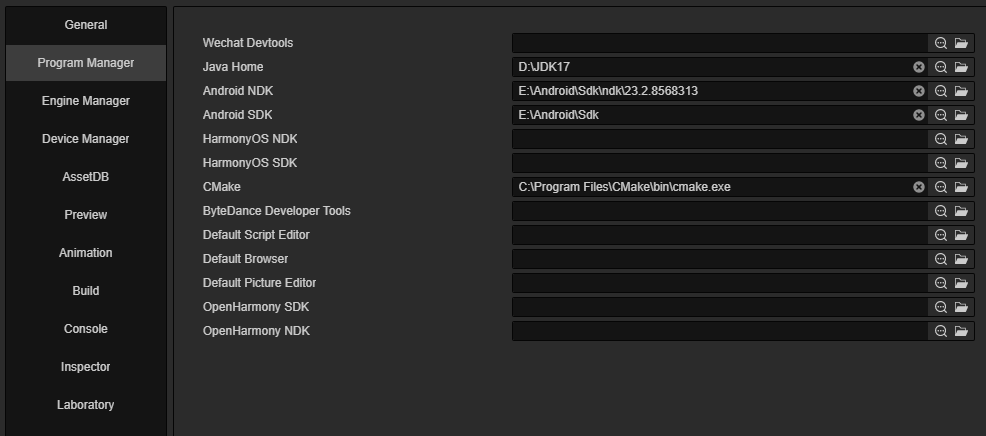 General
Program Manager
Engine Manager
Device Manager
AssetDB
Preview
Animation
Build
Console
Inspector
Laboratory
Wechat Devtools
Java Home D:\JDK17
Android NDK E:\Android\Sdk\ndk\23.2.8568313
Android SDK E:\Android\Sdk
HarmonyOS NDK
HarmonyOS SDK
CMake C:\Program Files\CMake\bin\cmake.exe
ByteDance Developer Tools
Default Script Editor
Default Browser
Default Picture Editor
OpenHarmony SDK
OpenHarmony NDK